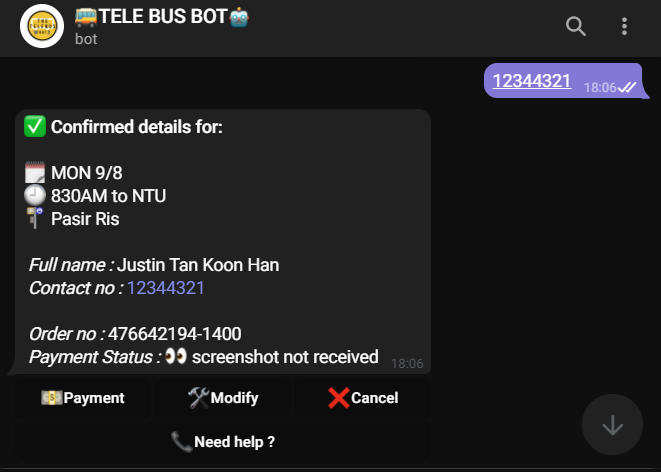 🚌TELE BUS BOT🤖
bot
12344321
18:06
✅ Confirmed details for:
🗓 MON 9/8
🕘 830AM to NTU
🚏 Pasir Ris
Full name : Justin Tan Koon Han
Contact no : 12344321
Order no : 476642194-1400
Payment Status : 👀 screenshot not received
18:06
💵Payment
🛠Modify
❌Cancel
📞Need help ?